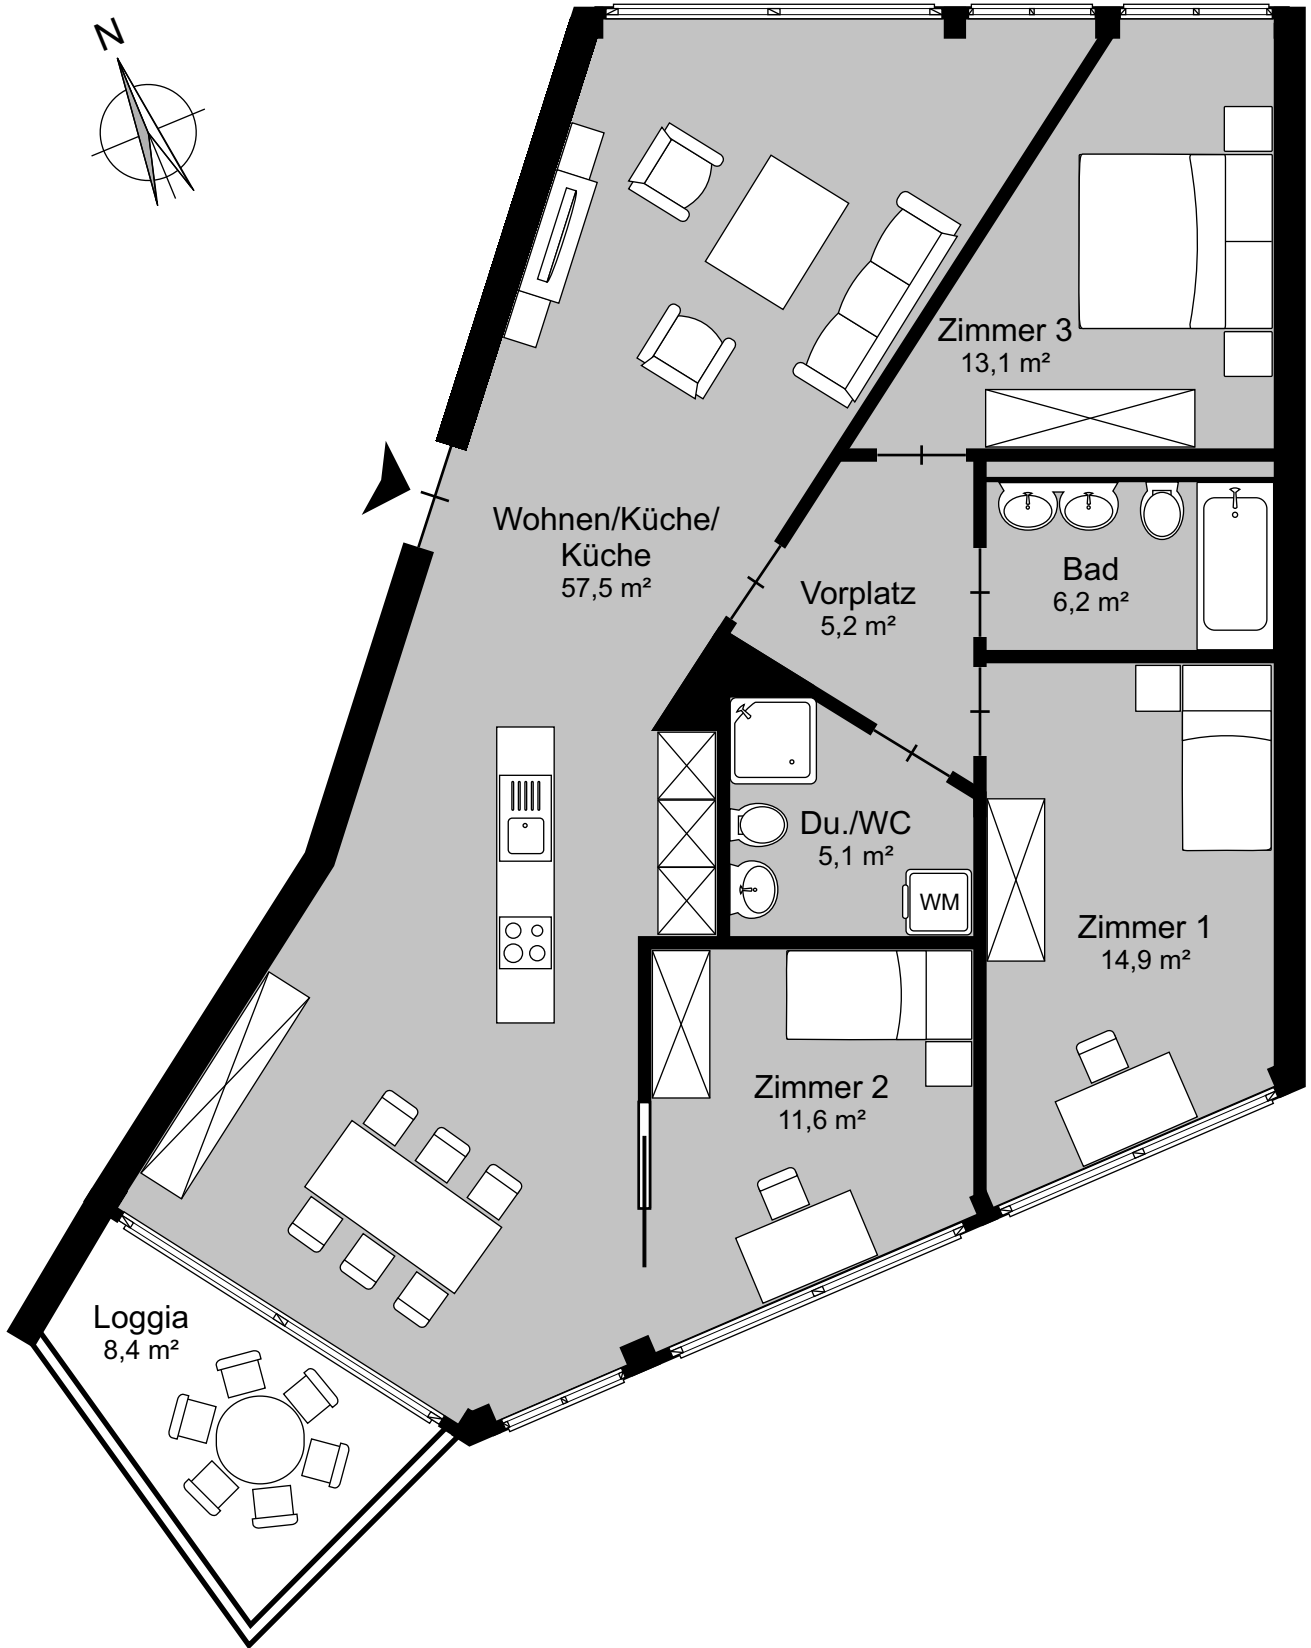 N
Zimmer 3
13,1 m²
Wohnen/Küche/
Küche
57,5 m²
Vorplatz
5,2 m²
Bad
6,2 m²
Du./WC
5,1 m²
WM
Zimmer 1
14,9 m²
Zimmer 2
11,6 m²
Loggia
8,4 m²